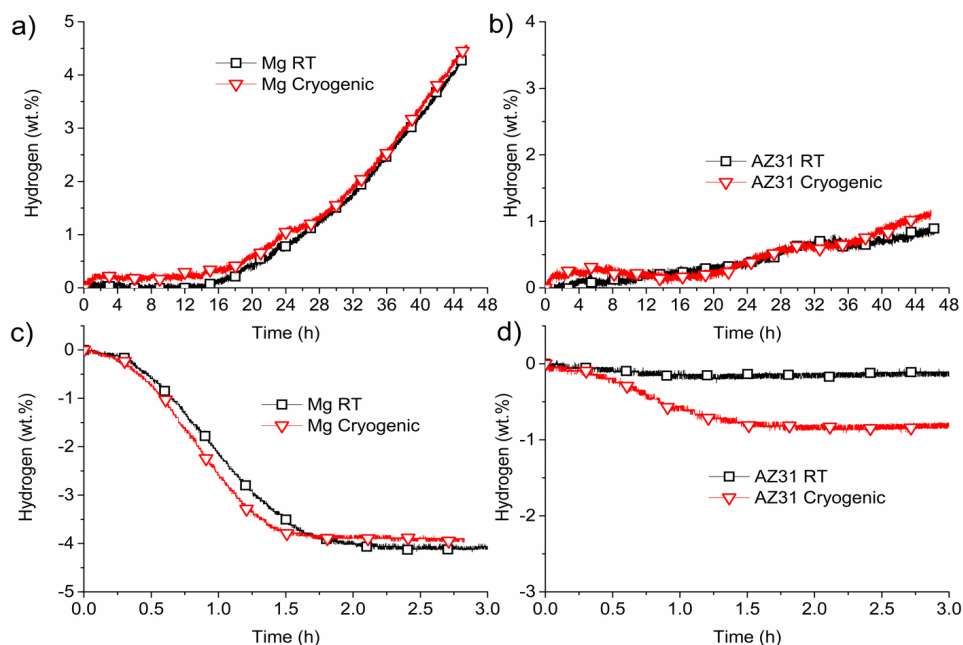 a)
5
4
3
2
1
0
Hydrogen (wt.%)
Mg RT
Mg Cryogenic
0 4 8 12 16 20 24 28 32 36 40 44 48
Time (h)
b)
4
3
2
1
0
Hydrogen (wt.%)
AZ31 RT
AZ31 Cryogenic
0 4 8 12 16 20 24 28 32 36 40 44 48
Time (h)
c)
0
-1
-2
-3
-4
-5
Hydrogen (wt.%)
Mg RT
Mg Cryogenic
0.0 0.5 1.0 1.5 2.0 2.5 3.0
Time (h)
d)
0
-1
-2
-3
Hydrogen (wt.%)
AZ31 RT
AZ31 Cryogenic
0.0 0.5 1.0 1.5 2.0 2.5 3.0
Time (h)